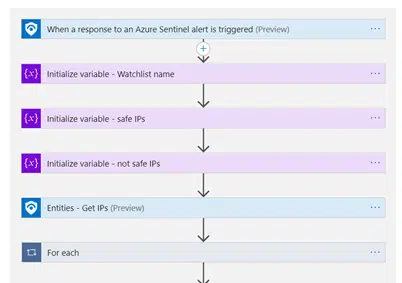 When a response to an Azure Sentinel alert is triggered (Preview)
{x} Initialize variable - Watchlist name
{x} Initialize variable - safe IPs
{x} Initialize variable - not safe IPs
Entities - Get IPs (Preview)
For each